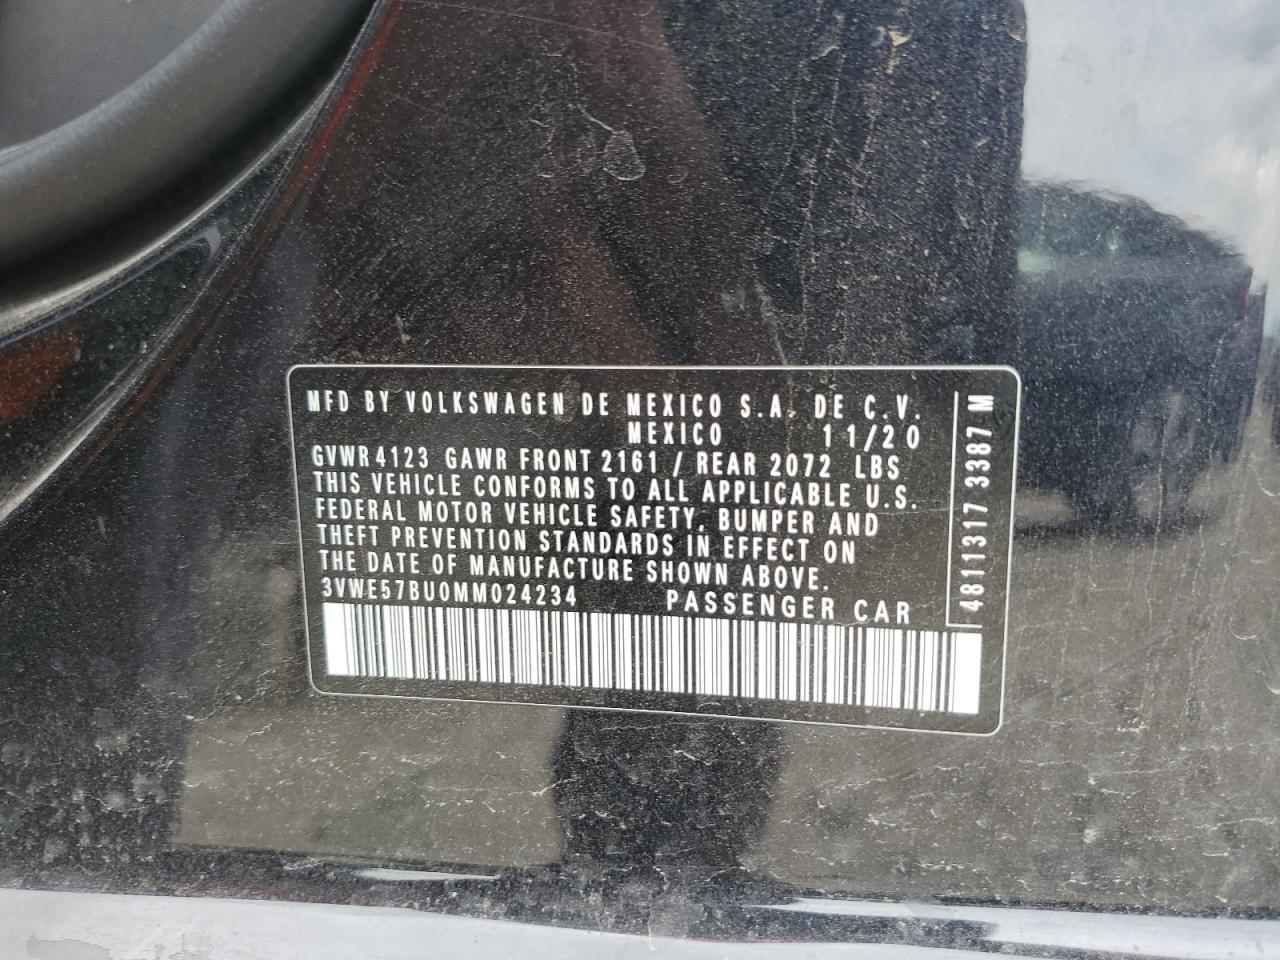 MFD BY VOLKSWAGEN DE MEXICO S.A. DE C.V.
MEXICO 11/20
GVWR 4123 GAWR FRONT 2161 / REAR 2072 LBS
THIS VEHICLE CONFORMS TO ALL APPLICABLE U.S.
FEDERAL MOTOR VEHICLE SAFETY, BUMPER AND
THEFT PREVENTION STANDARDS IN EFFECT ON
THE DATE OF MANUFACTURE SHOWN ABOVE.
3VWE57BU0MM024234 PASSENGER CAR
4811317 3387 M